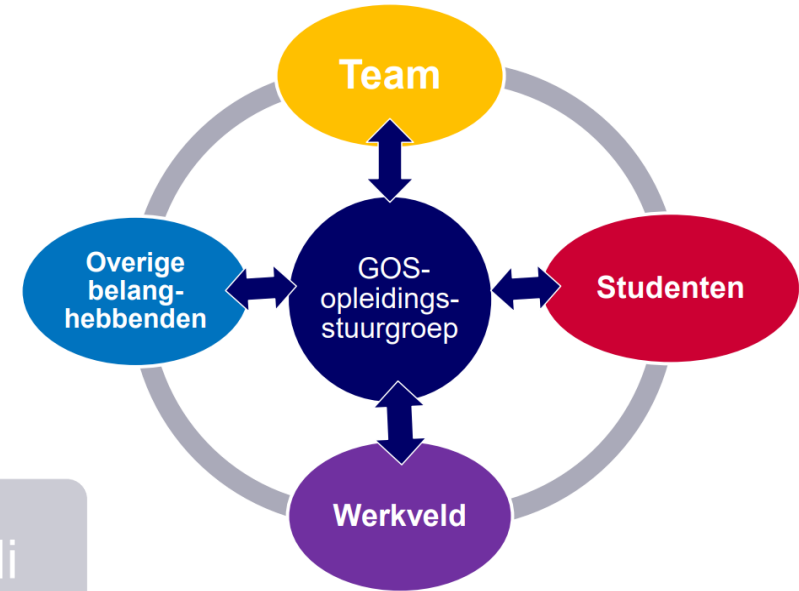 Team
Overige
belang-
hebbenden
GOS-
opleidings-
stuurgroep
Studenten
Werkveld